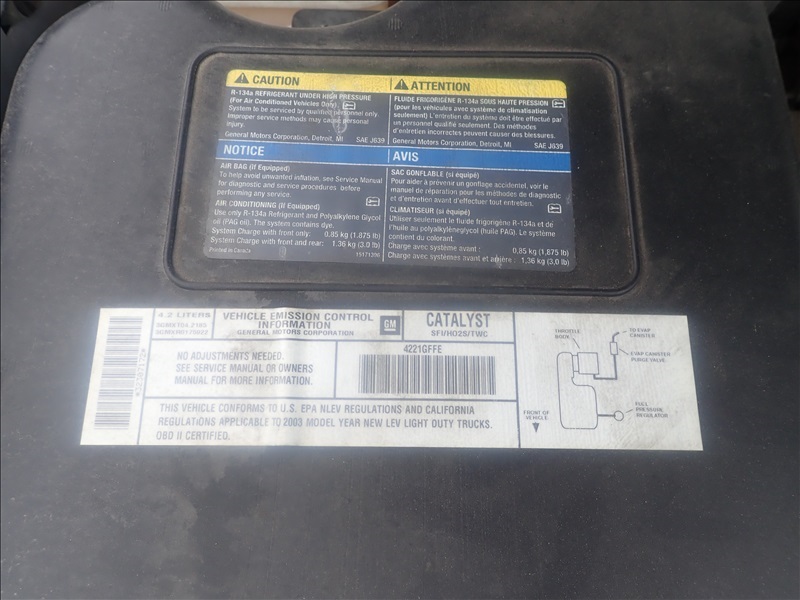 CAUTION
R-134a REFRIGERANT UNDER HIGH PRESSURE
(For Air Conditioned Vehicles Only)
System to be serviced by qualified personnel only.
Improper service methods may cause personal
injury.
General Motors Corporation, Detroit, MI SAE J639
ATTENTION
FLUIDE FRIGORIGÈNE R-134a SOUS HAUTE PRESSION
(pour les véhicules avec système de climatisation
seulement) L'entretien du système doit être effectué par
un personnel qualifié seulement. Des méthodes
d'entretien incorrectes peuvent causer des blessures.
General Motors Corporation, Detroit, MI SAE J639
NOTICE
AIR BAG (If Equipped)
To help avoid unwanted inflation, see Service Manual
for diagnostic and service procedures before
performing any service.
AIR CONDITIONING (If Equipped)
Use only R-134a Refrigerant and Polyalkylene Glycol
oil (PAG oil). The system contains dye.
System Charge with front only: 0,85 kg (1.875 lb)
System Charge with front and rear: 1,36 kg (3.0 lb)
Printed in Canada
AVIS
SAC GONFLABLE (si équipé)
Pour aider à prévenir un gonflage accidentel, voir le
manuel de réparation pour les méthodes de diagnostic
et d'entretien avant d'effectuer tout entretien.
CLIMATISEUR (si équipé)
Utiliser seulement le fluide frigorigène R-134a et de
l'huile au polyalkylèneglycol (huile PAG). Le système
contient du colorant.
Charge avec système avant: 0,85 kg (1,875 lb)
Charge avec systèmes avant et arrière: 1,36 kg (3,0 lb)
4.2 LITERS
VEHICLE EMISSION CONTROL
INFORMATION
GENERAL MOTORS CORPORATION
GM
CATALYST
SFI/HO2S/TWC
NO ADJUSTMENTS NEEDED.
SEE SERVICE MANUAL OR OWNERS
MANUAL FOR MORE INFORMATION.
4221GFFE
THIS VEHICLE CONFORMS TO U.S. EPA NLEV REGULATIONS AND CALIFORNIA
REGULATIONS APPLICABLE TO 2003 MODEL YEAR NEW LEV LIGHT DUTY TRUCKS.
OBD II CERTIFIED.
THROTTLE
BODY
TO EVAP
CANISTER
EVAP CANISTER
PURGE VALVE
FUEL
PRESSURE
REGULATOR
FRONT OF
VEHICLE